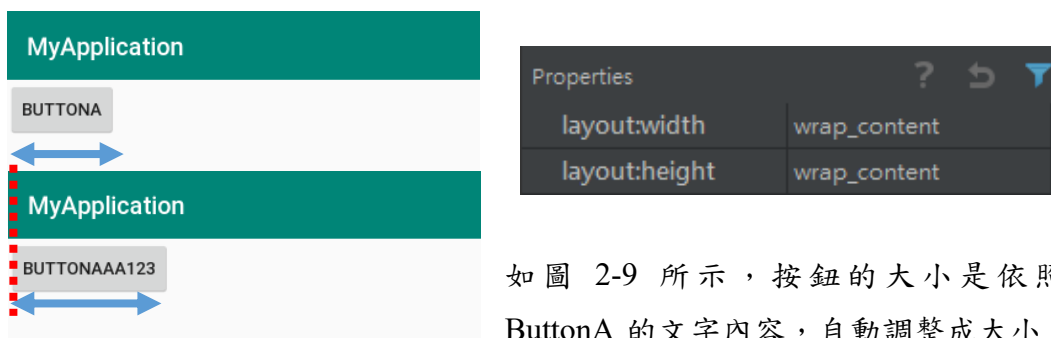 MyApplication
BUTTONA
MyApplication
BUTTONAAA123
Properties ?
layout:width wrap_content
layout:height wrap_content
如圖 2-9 所示，按鈕的大小是依照
ButtonA 的文字內容，自動調整成大小